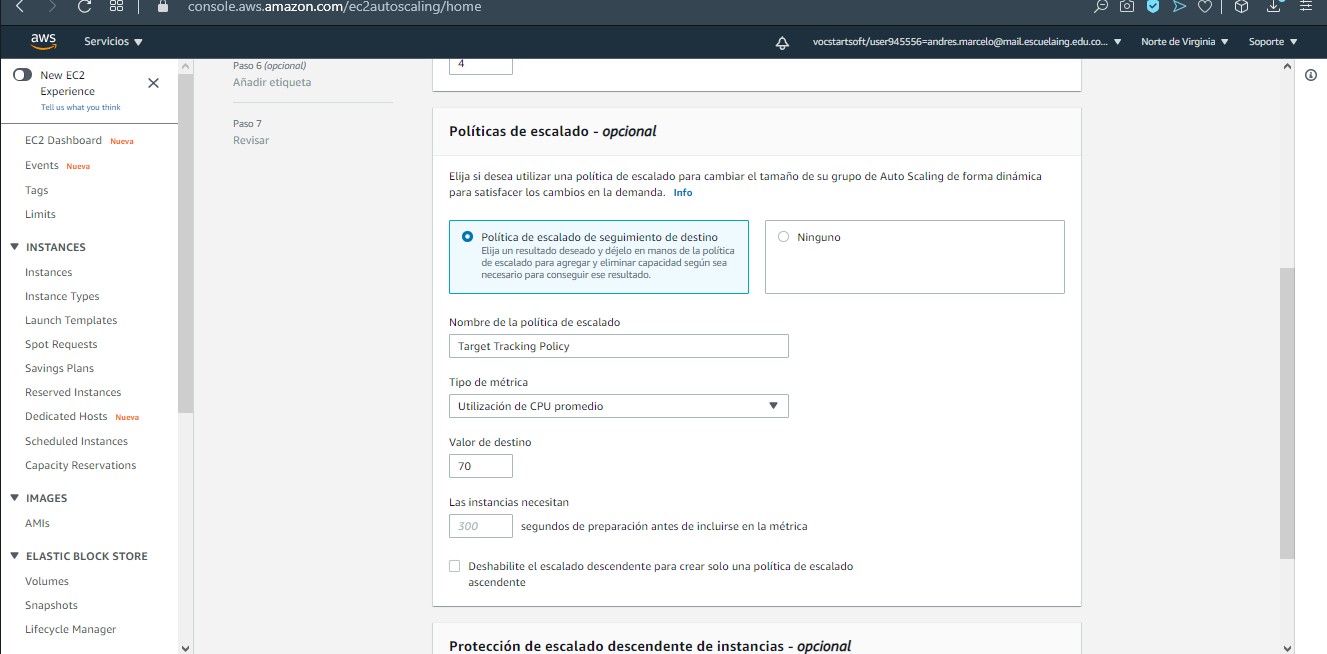 console.aws.amazon.com/ec2autoscaling/home
aws
Servicios
vocstartsoft/user945556=andres.marcelo@mail.escuelaing.edu.co...
Norte de Virginia
Soporte
New EC2
Experience
Tell us what you think
EC2 Dashboard Nueva
Events Nueva
Tags
Limits
INSTANCES
Instances
Instance Types
Launch Templates
Spot Requests
Savings Plans
Reserved Instances
Dedicated Hosts Nueva
Scheduled Instances
Capacity Reservations
IMAGES
AMIs
ELASTIC BLOCK STORE
Volumes
Snapshots
Lifecycle Manager
Paso 6 (opcional)
Añadir etiqueta
Paso 7
Revisar
4
Políticas de escalado - opcional
Elija si desea utilizar una política de escalado para cambiar el tamaño de su grupo de Auto Scaling de forma dinámica
para satisfacer los cambios en la demanda. Info
Política de escalado de seguimiento de destino
Elija un resultado deseado y déjelo en manos de la política
de escalado para agregar y eliminar capacidad según sea
necesario para conseguir ese resultado.
Ninguno
Nombre de la política de escalado
Target Tracking Policy
Tipo de métrica
Utilización de CPU promedio
Valor de destino
70
Las instancias necesitan
300 segundos de preparación antes de incluirse en la métrica
Deshabilite el escalado descendente para crear solo una política de escalado
ascendente
Protección de escalado descendente de instancias - opcional